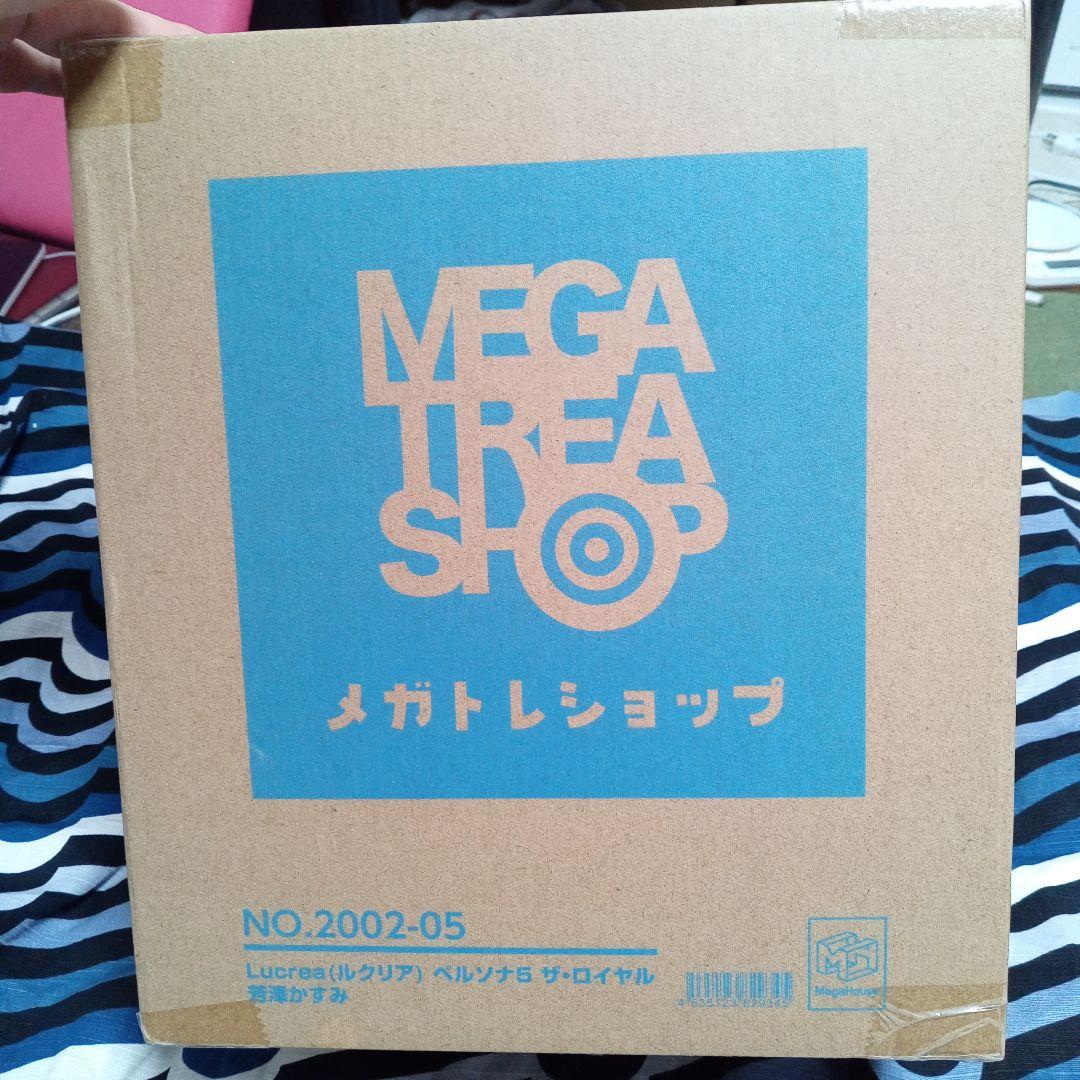 MEGA
TREA
SHOP
メガトレショップ
NO.2002-05
Lucrea(ルクリア) ペルソナ5 ザ・ロイヤル
芳澤かすみ
MegaHouse